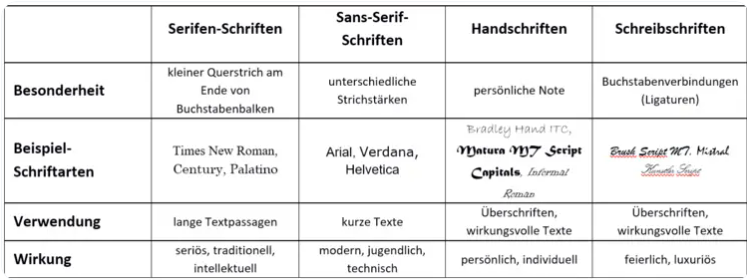 Serifen-Schriften
Sans-Serif-
Schriften
Handschriften
Schreibschriften
Besonderheit
kleiner Querstrich am
Ende von
Buchstabenbalken
unterschiedliche
Strichstärken
persönliche Note
Buchstabenverbindungen
(Ligaturen)
Beispiel-
Schriftarten
Times New Roman,
Century, Palatino
Arial, Verdana,
Helvetica
Bradley Hand ITC,
Matura MT Script
Capitals, Informal
Roman
Brush Script MT, Mistral
Kunstler Script
Verwendung
lange Textpassagen
kurze Texte
Überschriften,
wirkungsvolle Texte
Überschriften,
wirkungsvolle Texte
Wirkung
seriös, traditionell,
intellektuell
modern, jugendlich,
technisch
persönlich, individuell
feierlich, luxuriös